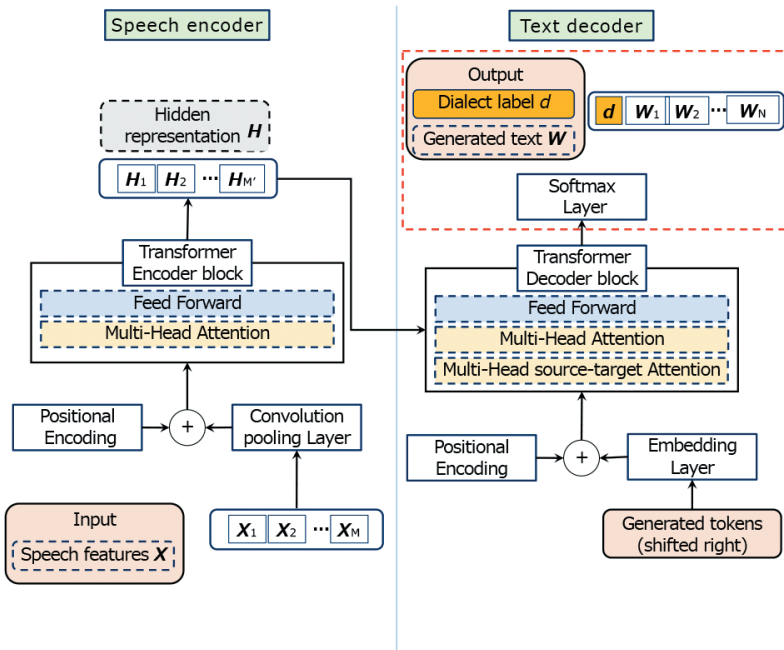 Speech encoder
Hidden
representation H
H1 H2 ... HM'
Transformer
Encoder block
Feed Forward
Multi-Head Attention
Positional
Encoding
+
Convolution
pooling Layer
Input
Speech features X
X1 X2 ... XM
Text decoder
Output
Dialect label d
Generated text W
d W1 W2 ... WN
Softmax
Layer
Transformer
Decoder block
Feed Forward
Multi-Head Attention
Multi-Head source-target Attention
Positional
Encoding
+
Embedding
Layer
Generated tokens
(shifted right)